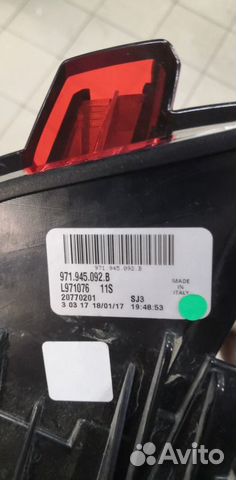 971.945.092.B
971.945.092.B
L971076 11S
MADE
IN
ITALY
20770201 SJ3
3 03 17 18/01/17 19:48.53
Avito